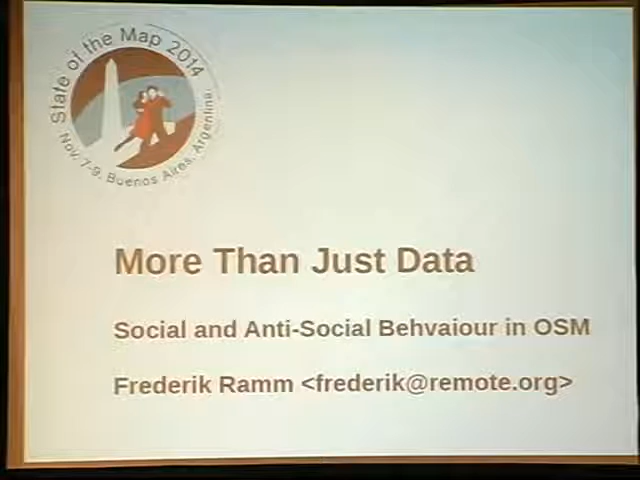 State of the Map 2014
Nov. 7-9, Buenos Aires, Argentina
More Than Just Data
Social and Anti-Social Behvaiour in OSM
Frederik Ramm <frederik@remote.org>